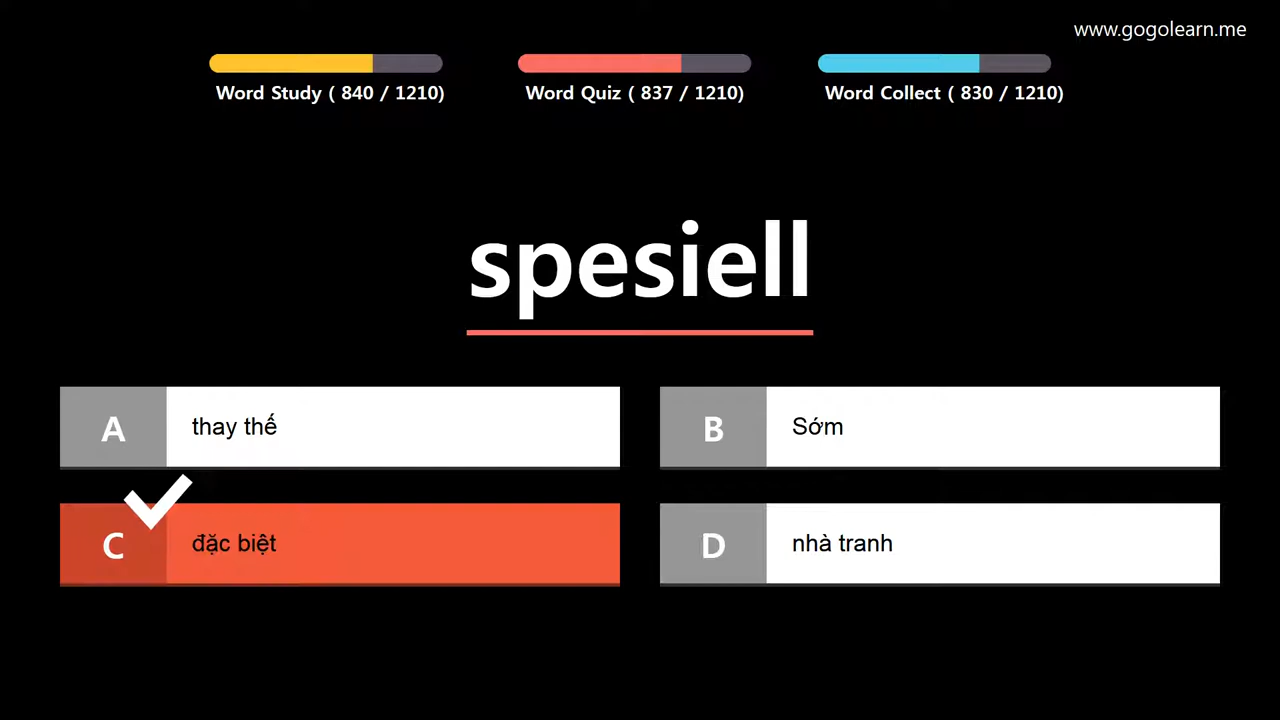 www.gogolearn.me
Word Study ( 840 / 1210)
Word Quiz ( 837 / 1210)
Word Collect ( 830 / 1210)
spesiell
A
thay thế
B
Sớm
C
đặc biệt
D
nhà tranh